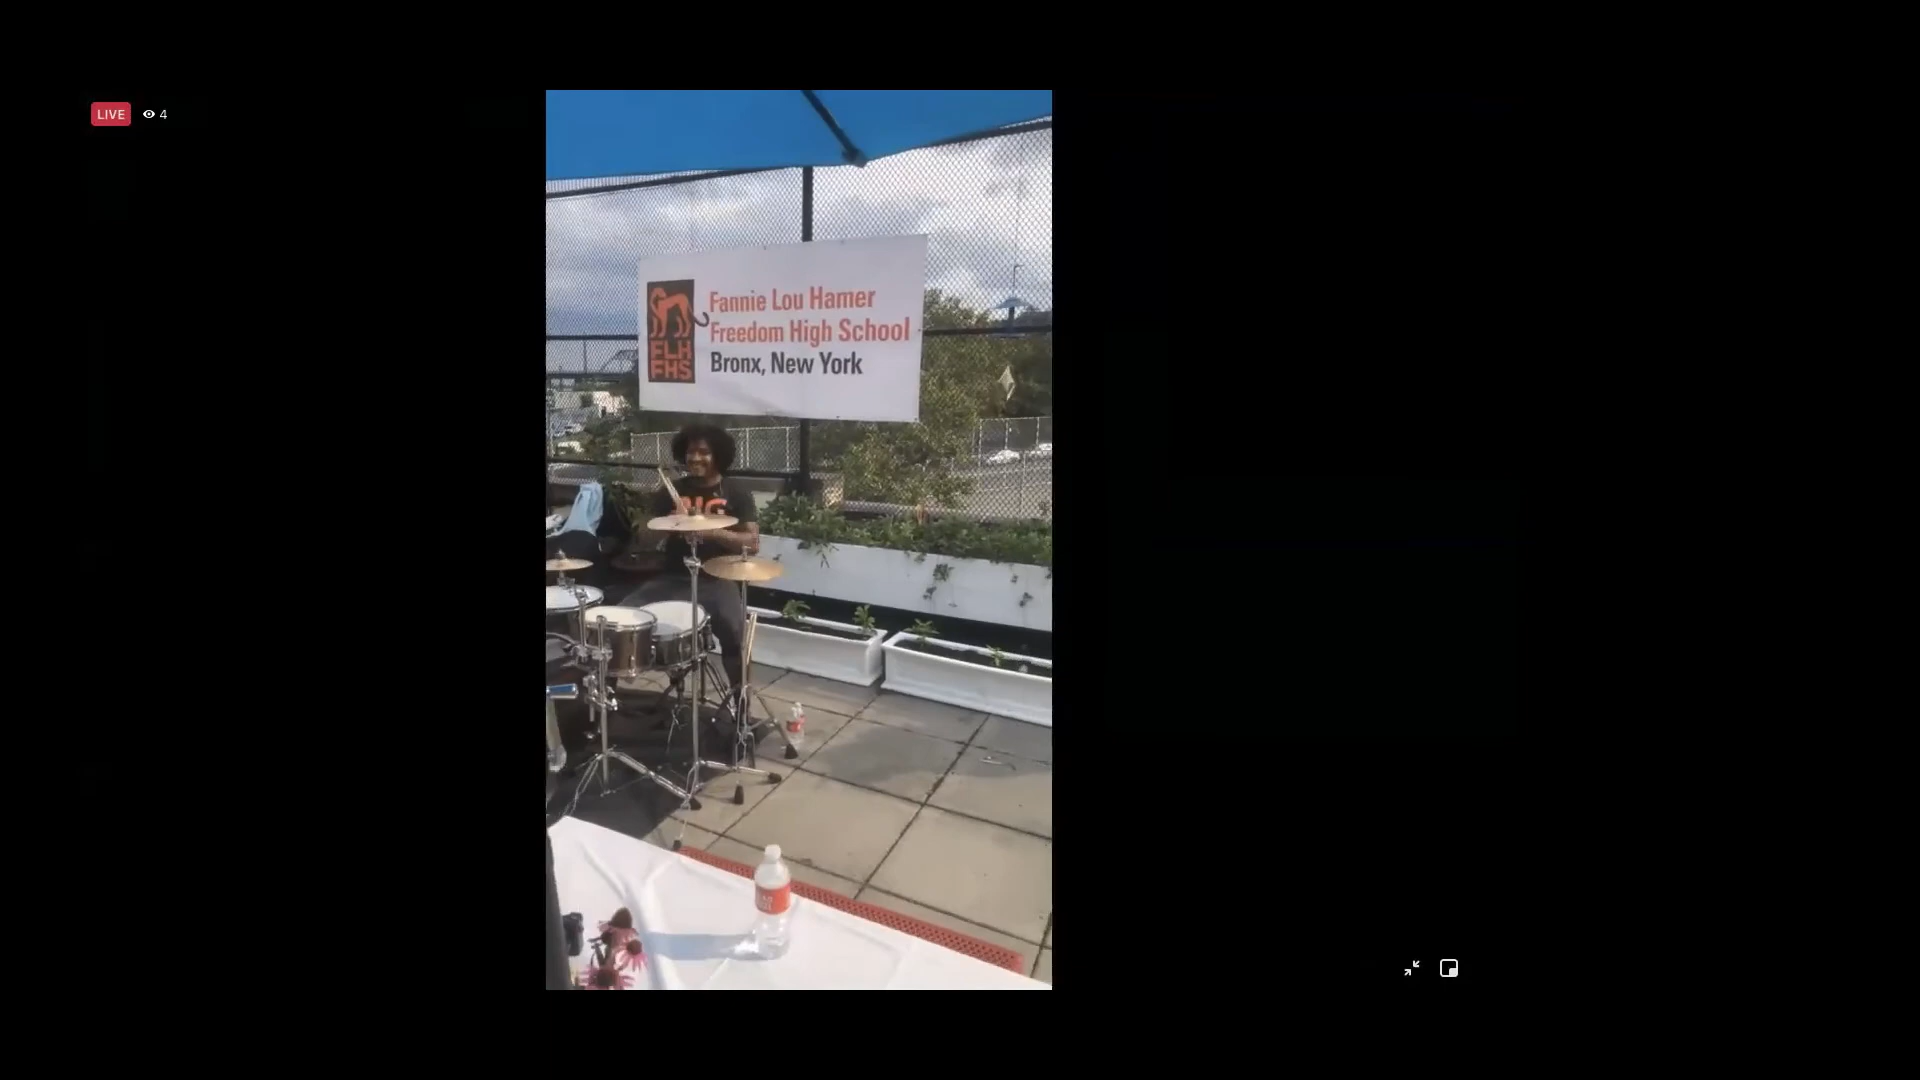 LIVE 4
Fannie Lou Hamer
Freedom High School
Bronx, New York
FLH
FHS